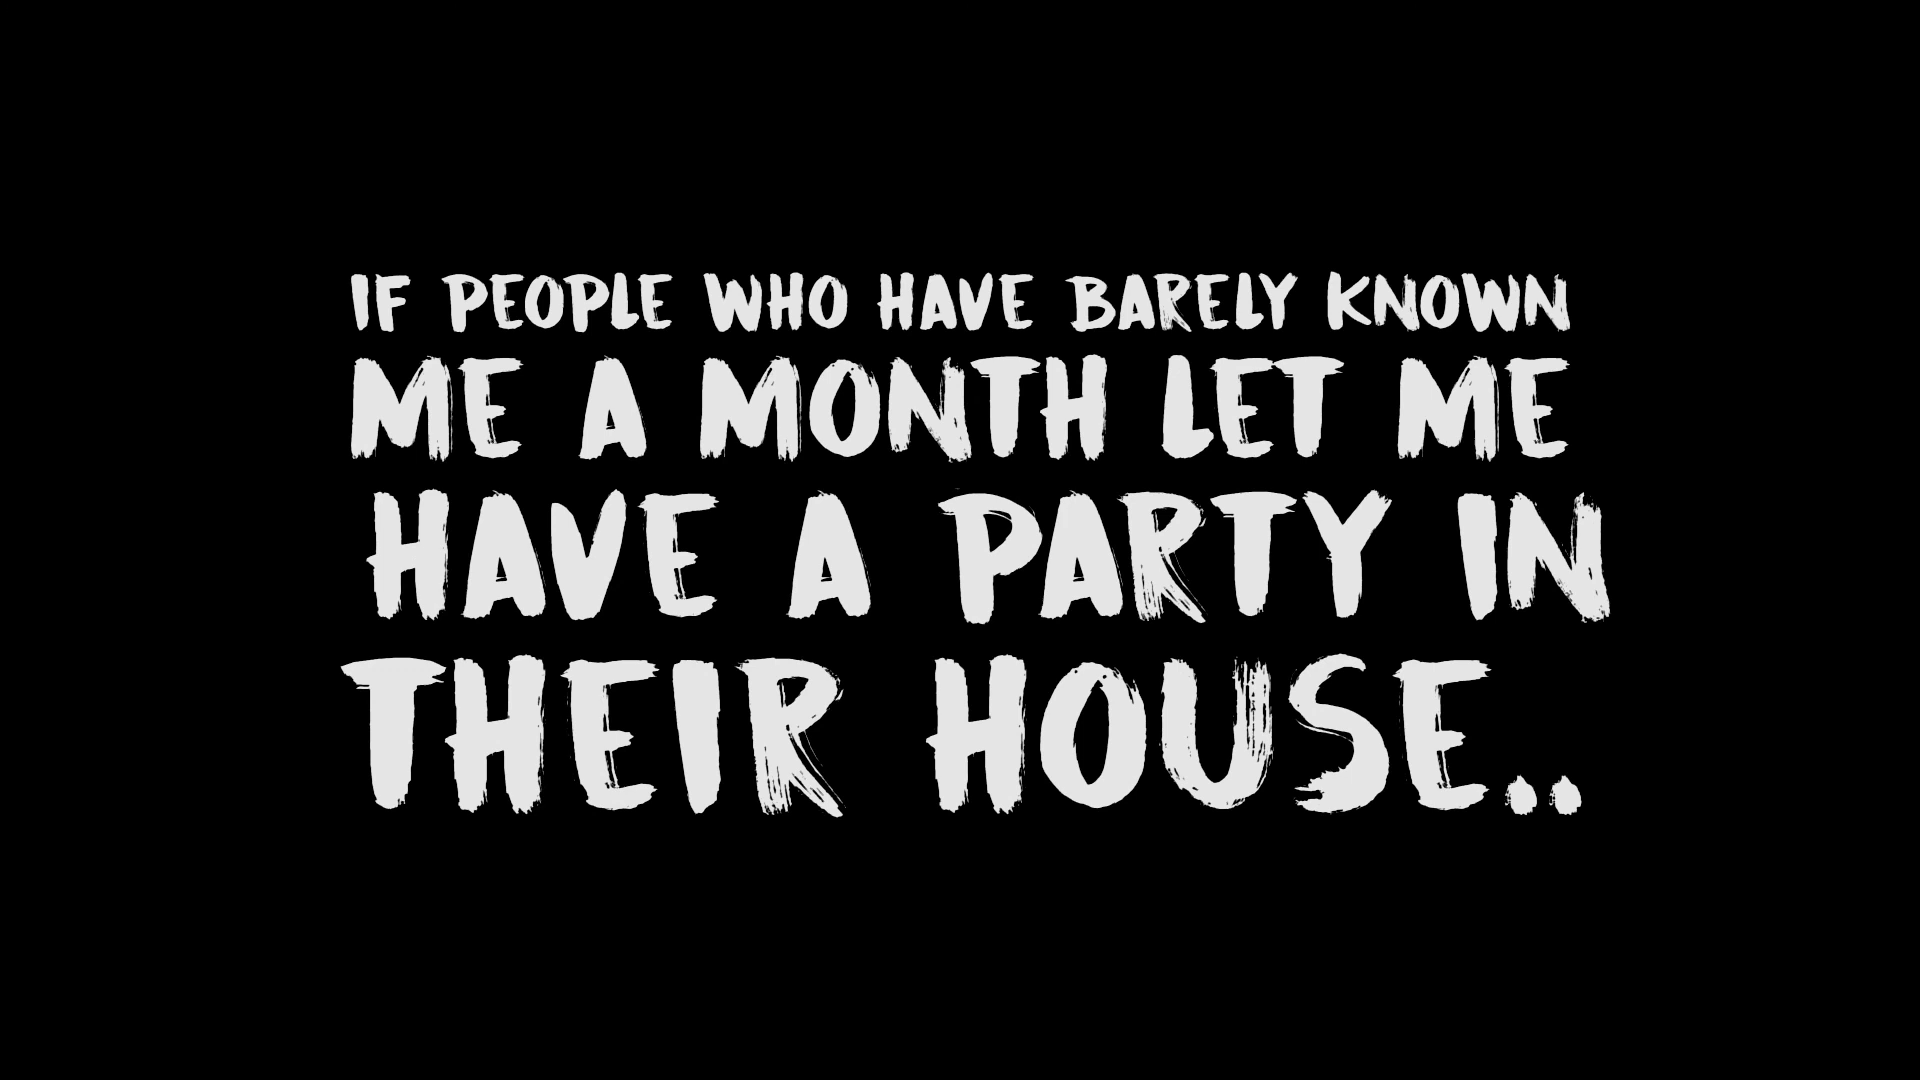 IF PEOPLE WHO HAVE BARELY KNOWN
ME A MONTH LET ME
HAVE A PARTY IN
THEIR HOUSE..